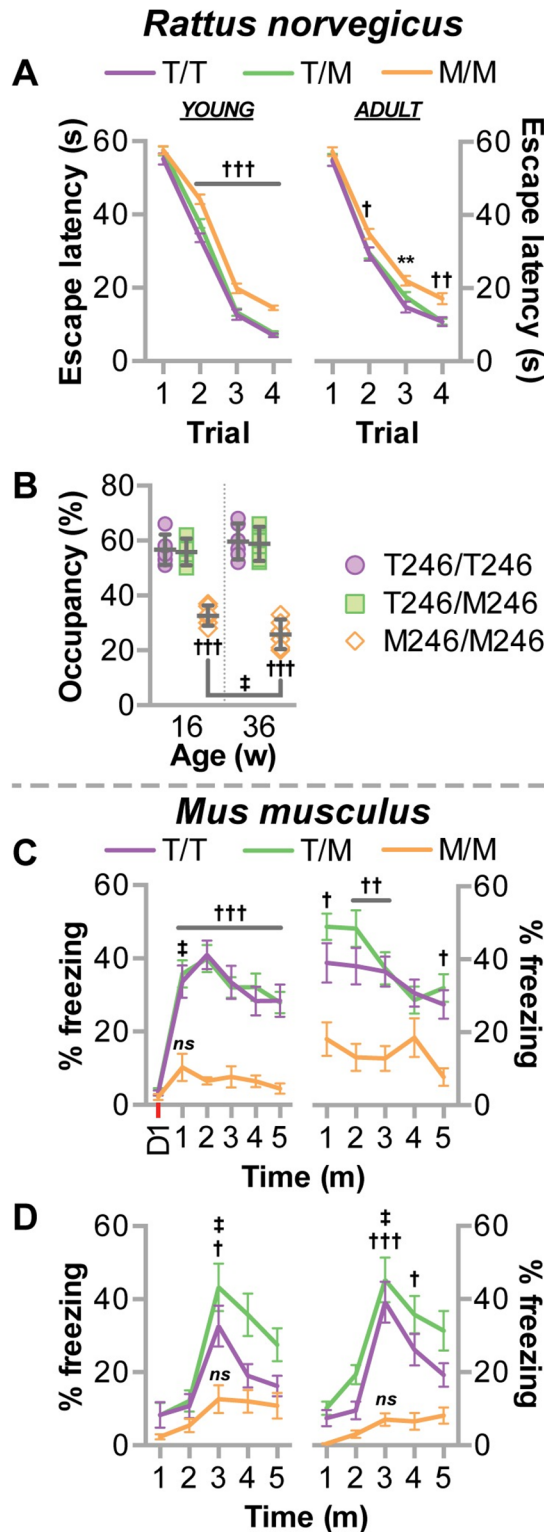 Rattus norvegicus
T/T T/M M/M
A
YOUNG ADULT
Escape latency (s)
60
40
20
0
†††
1 2 3 4
Trial
†
**
††
1 2 3 4
Trial
60
40
20
0
Escape latency (s)
B
Occupancy (%)
80
60
40
20
0
††† †††
‡
16 36
Age (w)
T246/T246
T246/M246
M246/M246
Mus musculus
C
T/T T/M M/M
% freezing
60
40
20
0
†††
‡
ns
D1 1 2 3 4 5
†
††
†
1 2 3 4 5
60
40
20
0
% freezing
Time (m)
D
% freezing
60
40
20
0
‡
†
ns
1 2 3 4 5
‡
†††
†
ns
1 2 3 4 5
60
40
20
0
% freezing
Time (m)